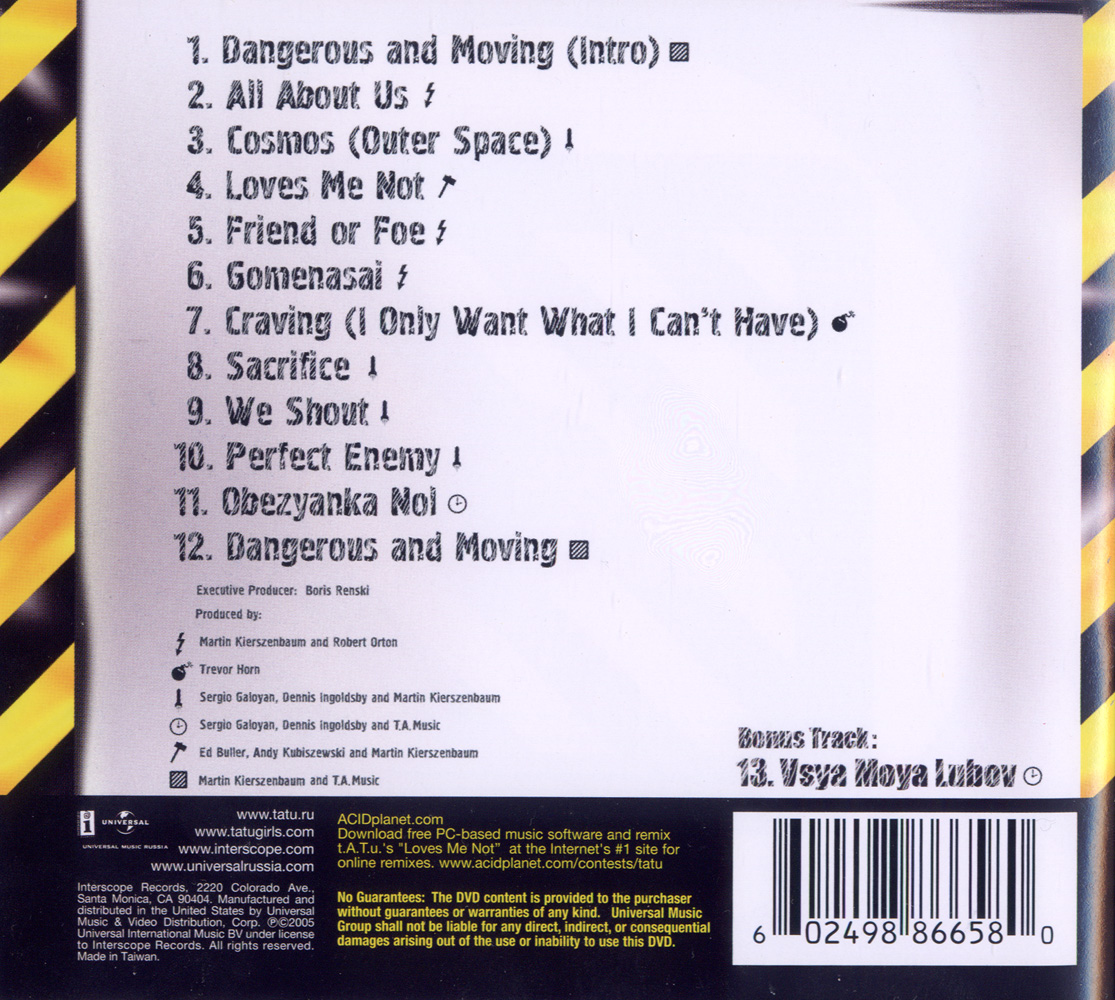 1. Dangerous and Moving (Intro)
2. All About Us
3. Cosmos (Outer Space)
4. Loves Me Not
5. Friend or Foe
6. Gomenasai
7. Craving (I Only Want What I Can't Have)
8. Sacrifice
9. We Shout
10. Perfect Enemy
11. Obezyanka Nol
12. Dangerous and Moving
Executive Producer: Boris Renski
Produced by:
Martin Kierszenbaum and Robert Orton
Trevor Horn
Sergio Galoyan, Dennis Ingoldsby and Martin Kierszenbaum
Sergio Galoyan, Dennis Ingoldsby and T.A.Music
Ed Buller, Andy Kubiszewski and Martin Kierszenbaum
Martin Kierszenbaum and T.A.Music
Bonus Track:
13. Vsya Moya Lubov
i
UNIVERSAL
UNIVERSAL MUSIC RUSSIA
www.tatu.ru
www.tatugirls.com
www.interscope.com
www.universalrussia.com
Interscope Records, 2220 Colorado Ave.,
Santa Monica, CA 90404. Manufactured and
distributed in the United States by Universal
Music & Video Distribution, Corp. ℗©2005
Universal International Music BV under license
to Interscope Records. All rights reserved.
Made in Taiwan.
ACIDplanet.com
Download free PC-based music software and remix
t.A.T.u.'s "Loves Me Not" at the Internet's #1 site for
online remixes. www.acidplanet.com/contests/tatu
No Guarantees: The DVD content is provided to the purchaser
without guarantees or warranties of any kind. Universal Music
Group shall not be liable for any direct, indirect, or consequential
damages arising out of the use or inability to use this DVD.
6 02498 86658 0